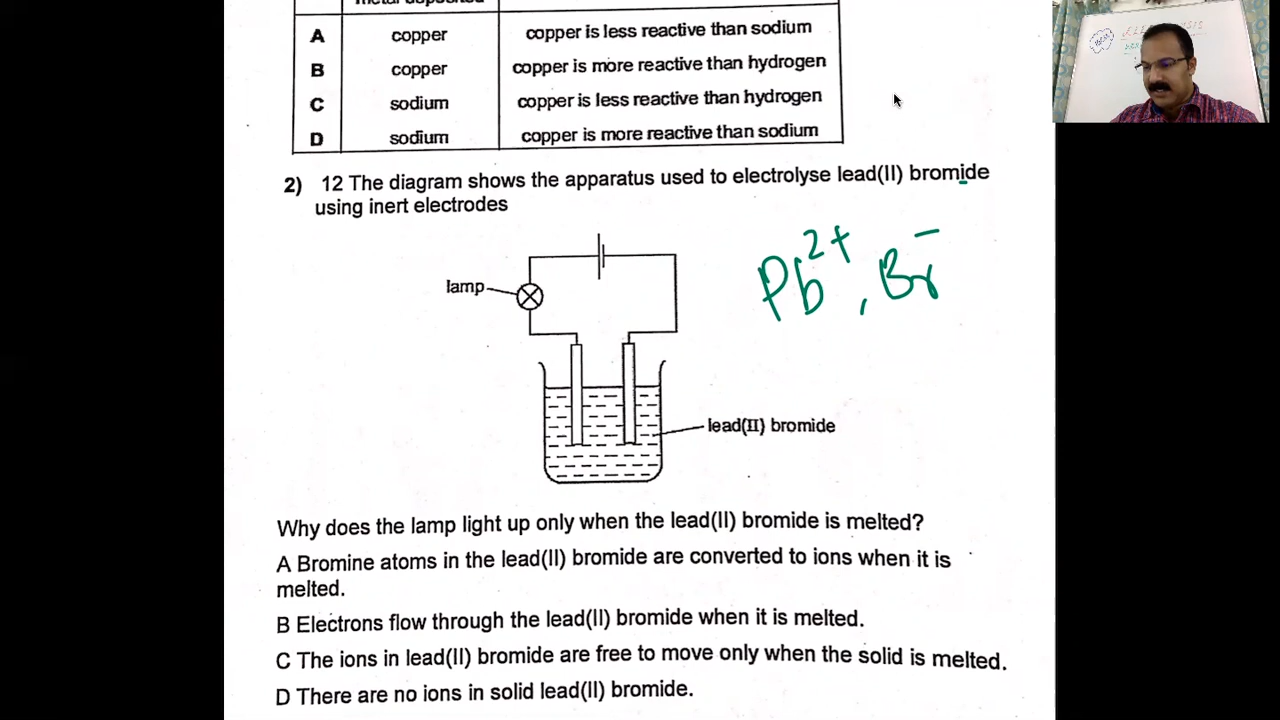 metal deposited
A copper copper is less reactive than sodium
B copper copper is more reactive than hydrogen
C sodium copper is less reactive than hydrogen
D sodium copper is more reactive than sodium
2) 12 The diagram shows the apparatus used to electrolyse lead(II) bromide
using inert electrodes
lamp
Pb2+, Br−
lead(II) bromide
Why does the lamp light up only when the lead(II) bromide is melted?
A Bromine atoms in the lead(II) bromide are converted to ions when it is
melted.
B Electrons flow through the lead(II) bromide when it is melted.
C The ions in lead(II) bromide are free to move only when the solid is melted.
D There are no ions in solid lead(II) bromide.